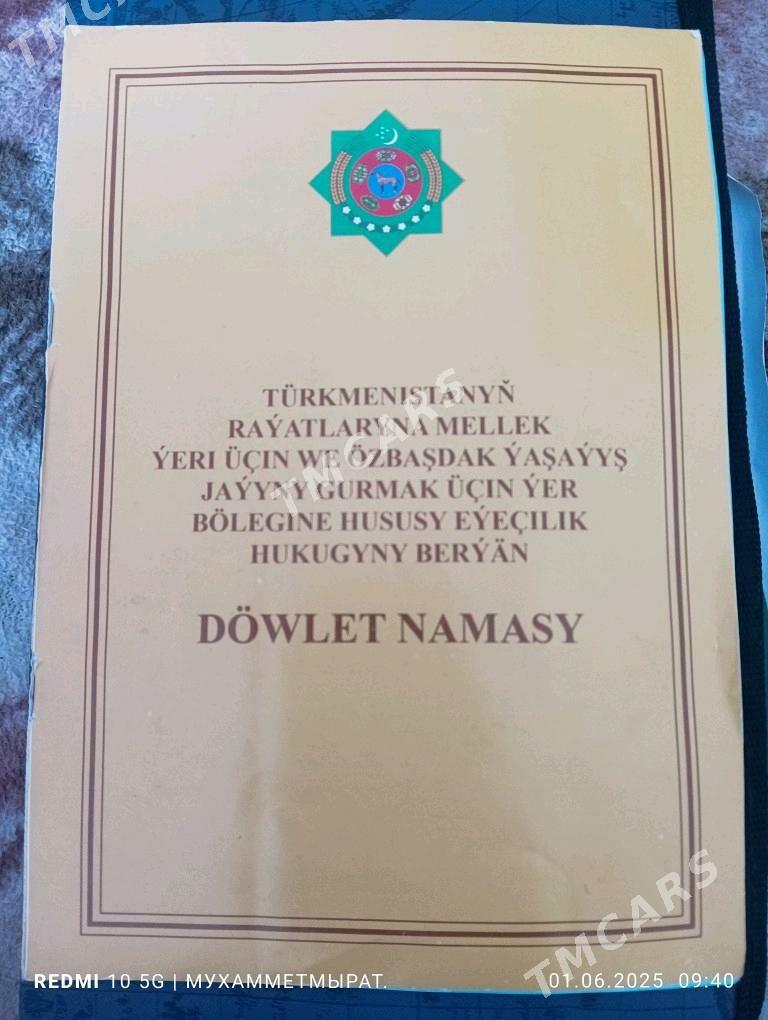 TMCARS
TÜRKMENISTANYŇ
RAÝATLARYNA MELLEK
ÝERI ÜÇIN WE ÖZBAŞDAK ÝAŞAÝYŞ
JAÝYNY GURMAK ÜÇIN ÝER
BÖLEGINE HUSUSY EÝEÇILIK
HUKUGYNY BERÝÄN
TMCARS
DÖWLET NAMASY
TMCARS
REDMI 10 5G | МУХАММЕТМЫРАТ. 01.06.2025 09:40